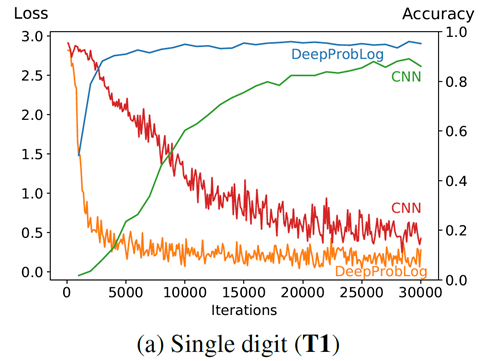 Loss Accuracy
3.0 1.0
DeepProbLog
2.5 0.8
CNN
2.0
0.6
1.5
0.4
1.0
CNN
0.5 0.2
0.0 DeepProbLog
0.0
0 5000 10000 15000 20000 25000 30000
Iterations
(a) Single digit (T1)